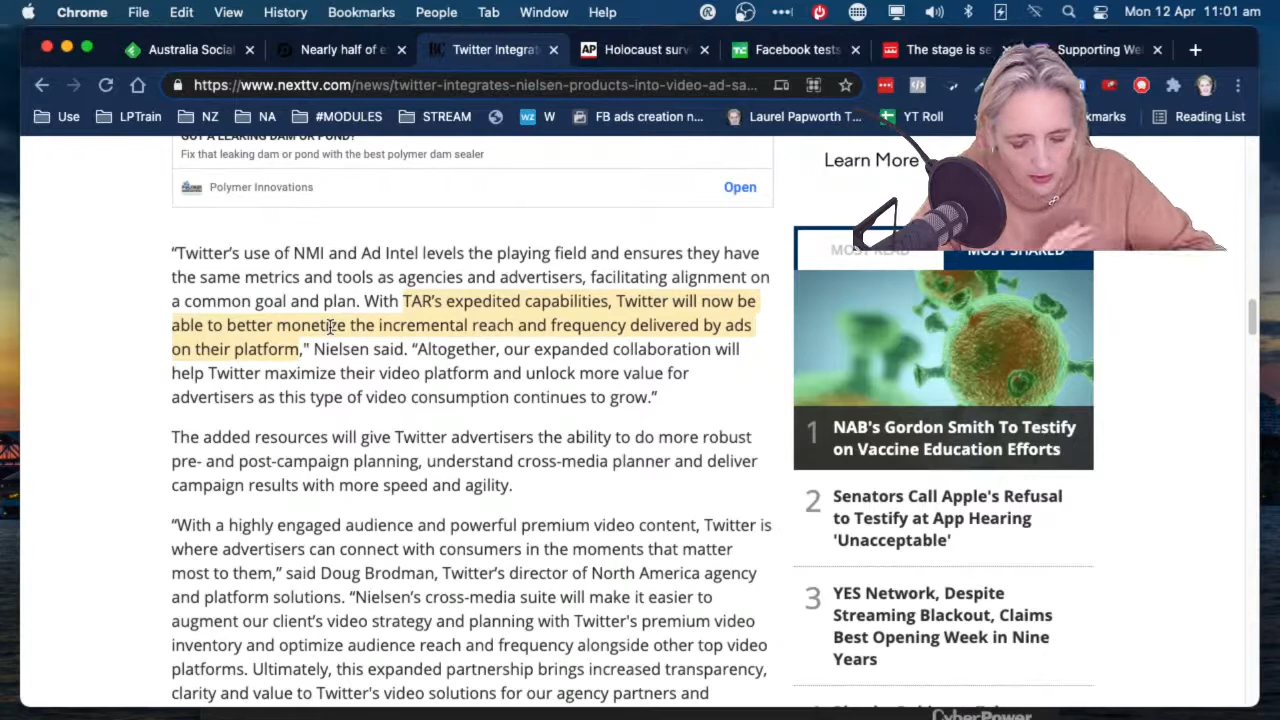 Chrome File Edit View History Bookmarks People Tab Window Help Mon 12 Apr 11:01 am
Australia Social Nearly half of e Twitter Integrat Holocaust surv Facebook tests The stage is se Supporting We
https://www.nexttv.com/news/twitter-integrates-nielsen-products-into-video-ad-sa...
Use LPTrain NZ NA #MODULES STREAM W FB ads creation n... Laurel Papworth T... YT Roll Reading List
Fix that leaking dam or pond with the best polymer dam sealer
Polymer Innovations Open
“Twitter’s use of NMI and Ad Intel levels the playing field and ensures they have
the same metrics and tools as agencies and advertisers, facilitating alignment on
a common goal and plan. With TAR’s expedited capabilities, Twitter will now be
able to better monetize the incremental reach and frequency delivered by ads
on their platform," Nielsen said. “Altogether, our expanded collaboration will
help Twitter maximize their video platform and unlock more value for
advertisers as this type of video consumption continues to grow.”
The added resources will give Twitter advertisers the ability to do more robust
pre- and post-campaign planning, understand cross-media planner and deliver
campaign results with more speed and agility.
“With a highly engaged audience and powerful premium video content, Twitter is
where advertisers can connect with consumers in the moments that matter
most to them,” said Doug Brodman, Twitter’s director of North America agency
and platform solutions. “Nielsen’s cross-media suite will make it easier to
augment our client’s video strategy and planning with Twitter's premium video
inventory and optimize audience reach and frequency alongside other top video
platforms. Ultimately, this expanded partnership brings increased transparency,
clarity and value to Twitter's video solutions for our agency partners and
Learn More
MOST READ MOST SHARED
1 NAB's Gordon Smith To Testify
on Vaccine Education Efforts
2 Senators Call Apple's Refusal
to Testify at App Hearing
'Unacceptable'
3 YES Network, Despite
Streaming Blackout, Claims
Best Opening Week in Nine
Years
CyberPower